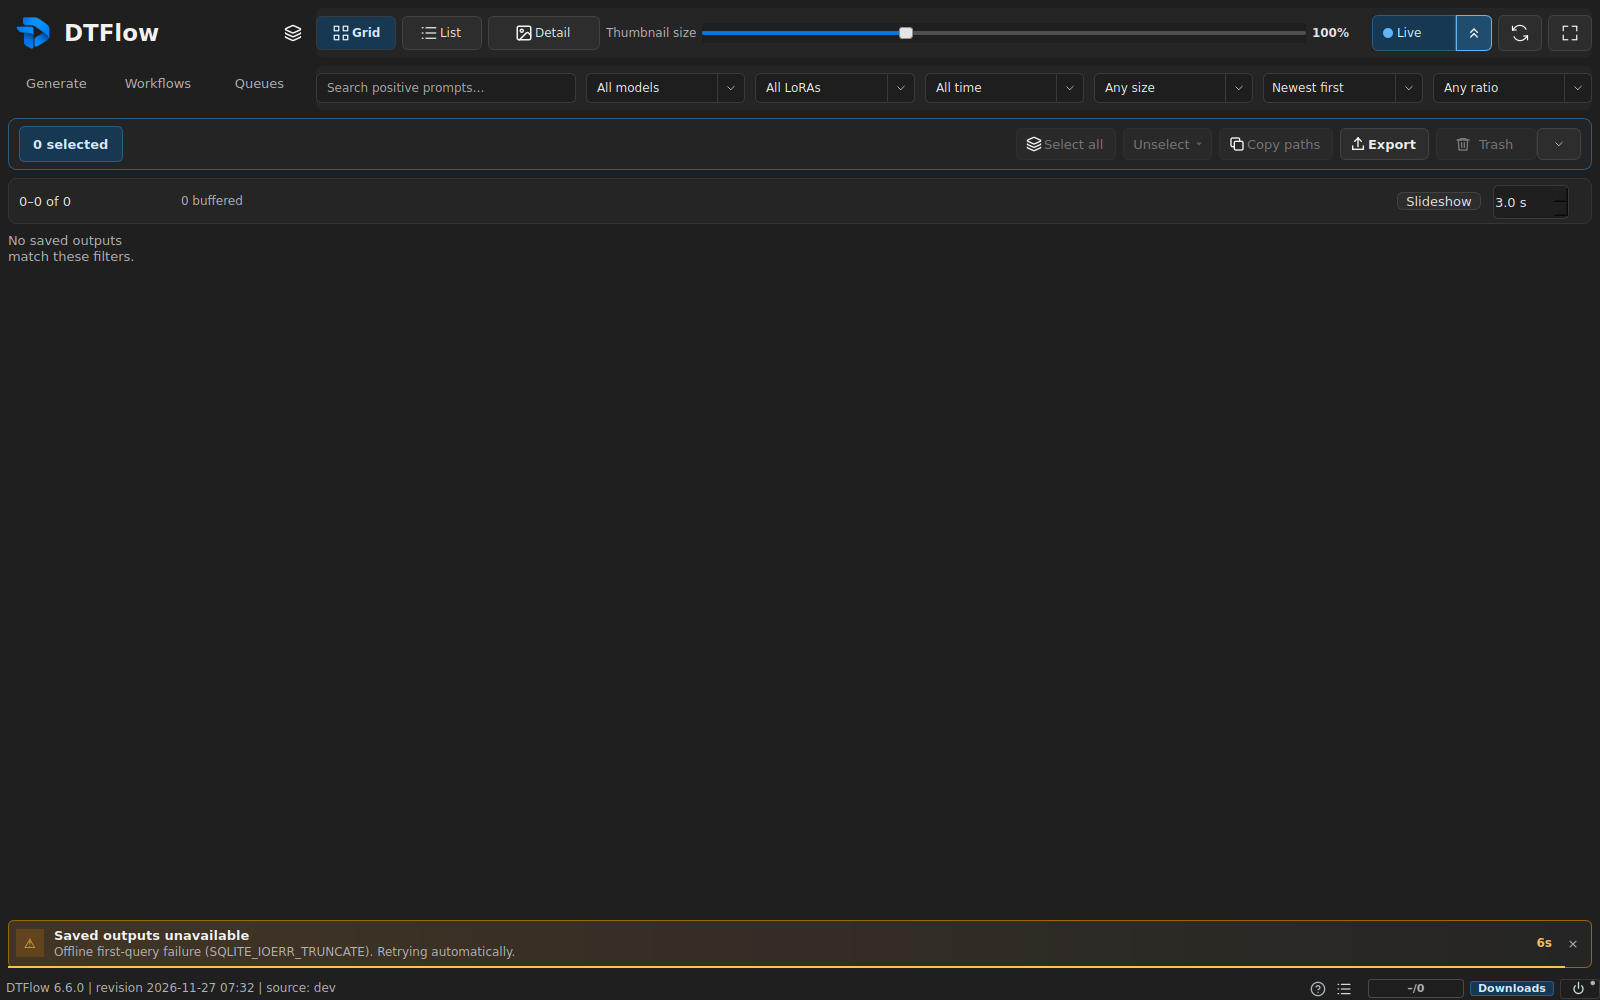 DTFlow
Grid
List
Detail
Thumbnail size
100%
Live
Generate
Workflows
Queues
Search positive prompts...
All models
All LoRAs
All time
Any size
Newest first
Any ratio
0 selected
Select all
Unselect
Copy paths
Export
Trash
0–0 of 0
0 buffered
Slideshow
3.0 s
No saved outputs
match these filters.
Saved outputs unavailable
Offline first-query failure (SQLITE_IOERR_TRUNCATE). Retrying automatically.
6s
DTFlow 6.6.0 | revision 2026-11-27 07:32 | source: dev
–/0
Downloads